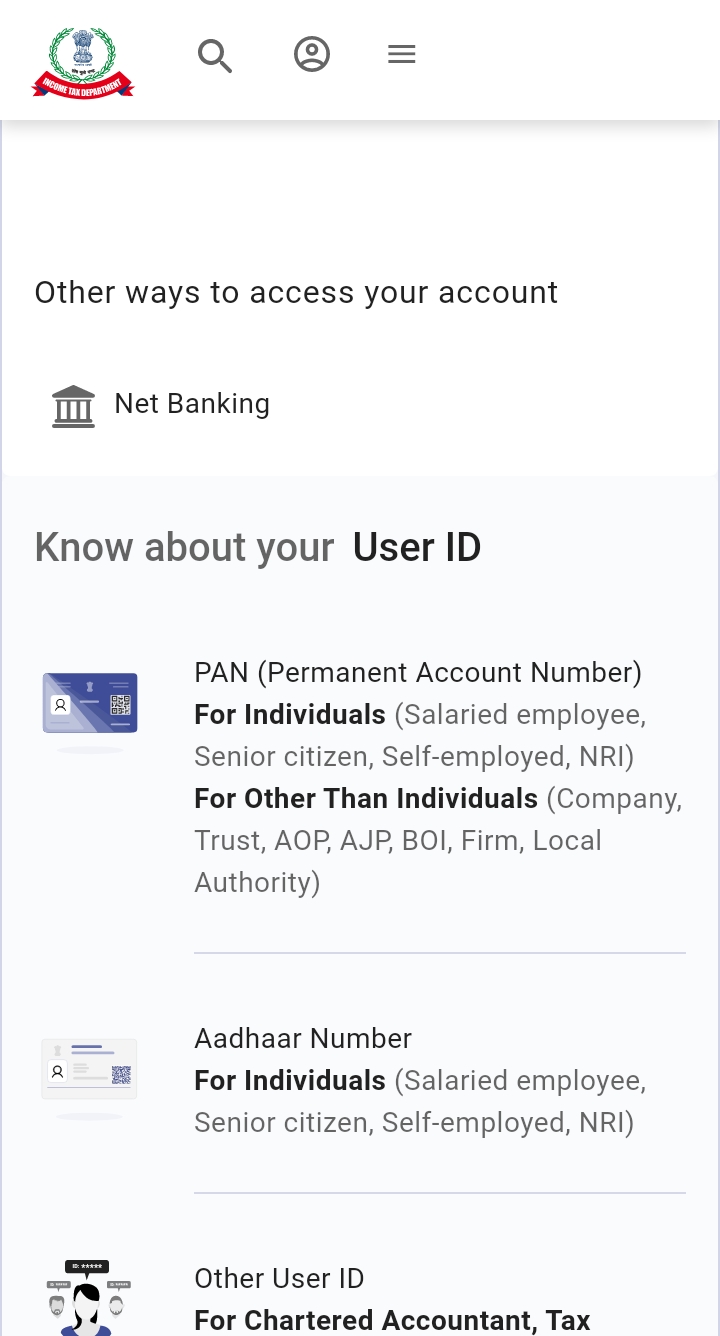 INCOME TAX DEPARTMENT
Other ways to access your account
Net Banking
Know about your User ID
PAN (Permanent Account Number)
For Individuals (Salaried employee,
Senior citizen, Self-employed, NRI)
For Other Than Individuals (Company,
Trust, AOP, AJP, BOI, Firm, Local
Authority)
Aadhaar Number
For Individuals (Salaried employee,
Senior citizen, Self-employed, NRI)
ID: *****
Other User ID
For Chartered Accountant, Tax